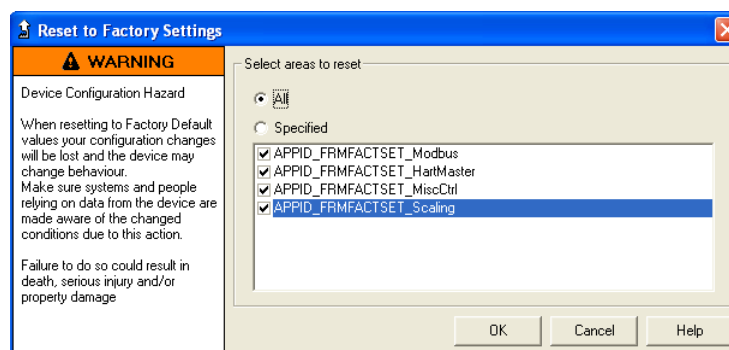 Reset to Factory Settings
WARNING
Device Configuration Hazard
When resetting to Factory Default
values your configuration changes
will be lost and the device may
change behaviour.
Make sure systems and people
relying on data from the device are
made aware of the changed
conditions due to this action.
Failure to do so could result in
death, serious injury and/or
property damage
Select areas to reset
All
Specified
APPID_FRMFACTSET_Modbus
APPID_FRMFACTSET_HartMaster
APPID_FRMFACTSET_MiscCtrl
APPID_FRMFACTSET_Scaling
OK Cancel Help